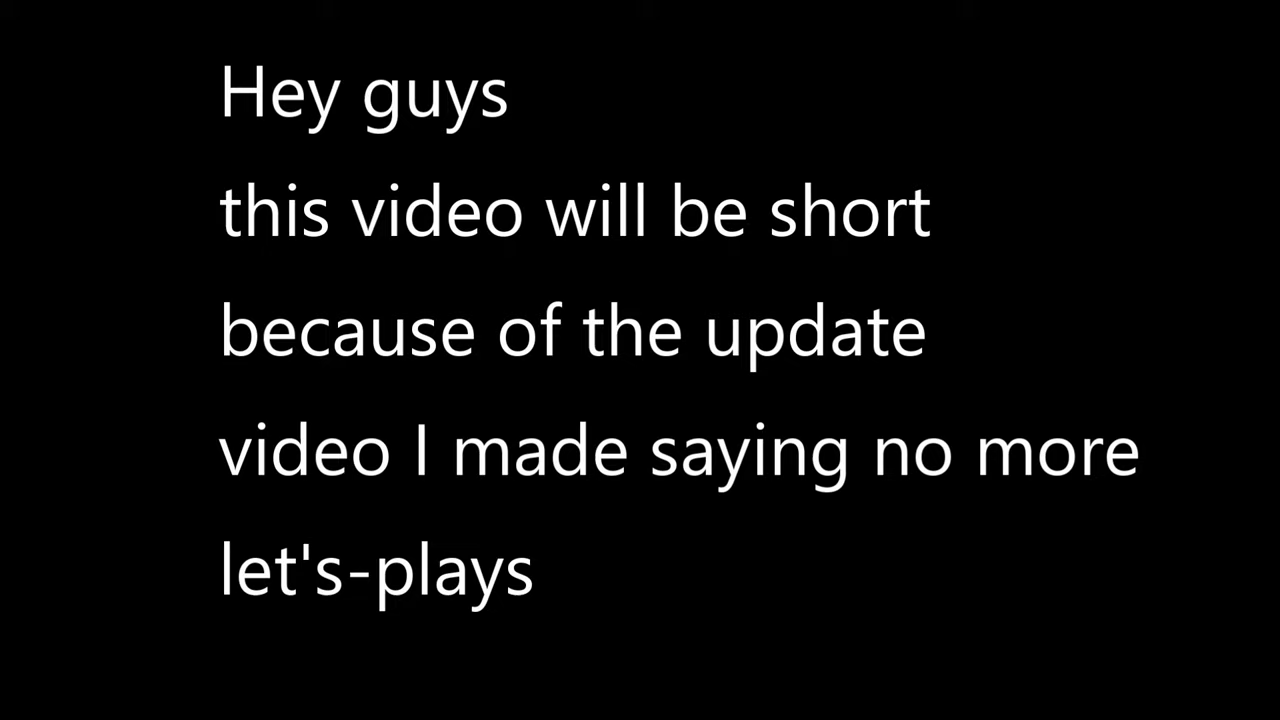 Hey guys
this video will be short
because of the update
video I made saying no more
let's-plays